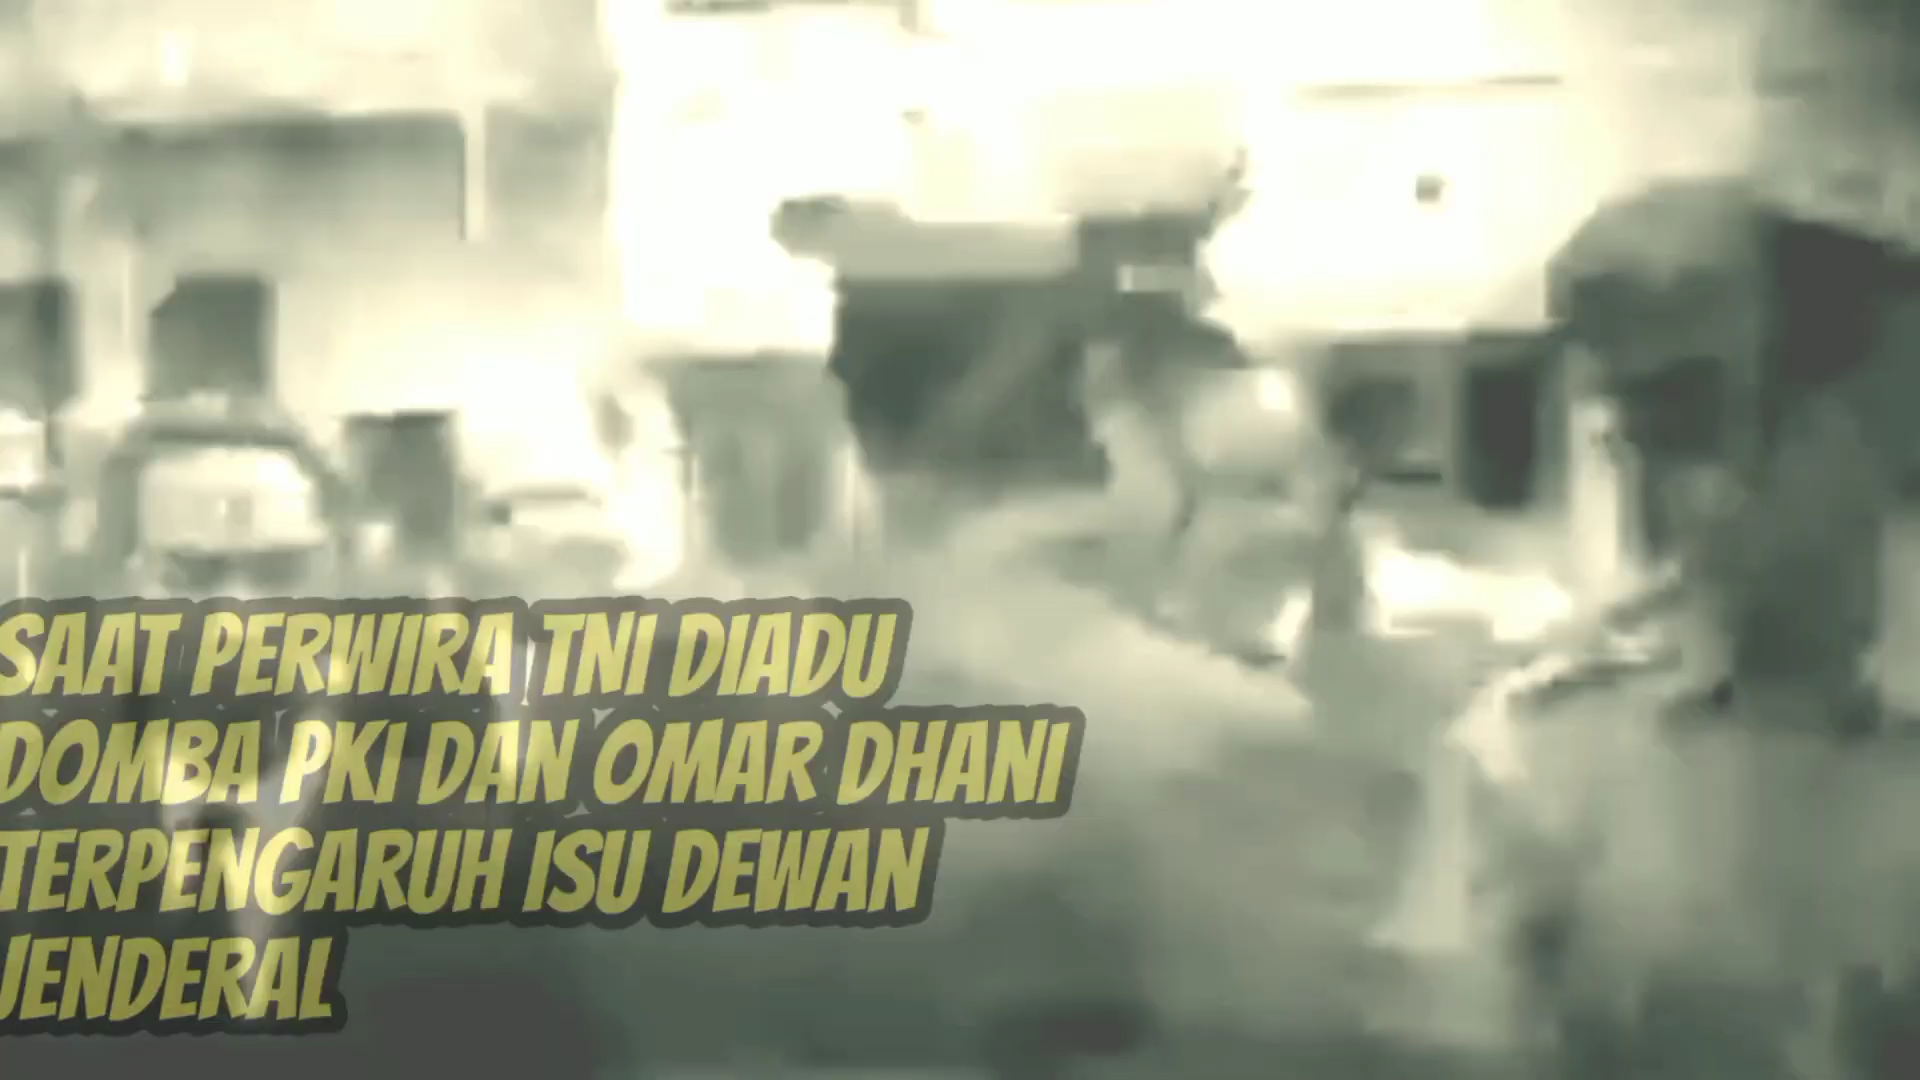 SAAT PERWIRA TNI DIADU
DOMBA PKI DAN OMAR DHANI
TERPENGARUH ISU DEWAN
JENDERAL